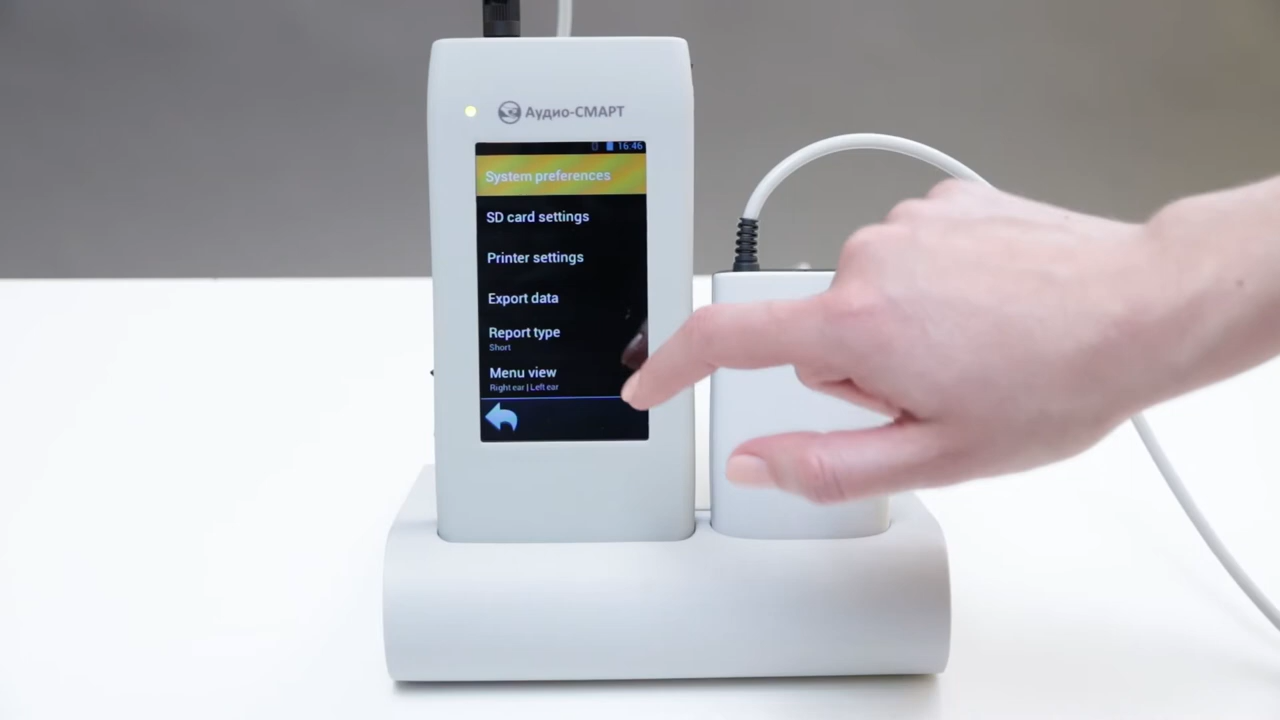 Аудио-СМАРТ
16:46
System preferences
SD card settings
Printer settings
Export data
Report type
Short
Menu view
Right ear | Left ear